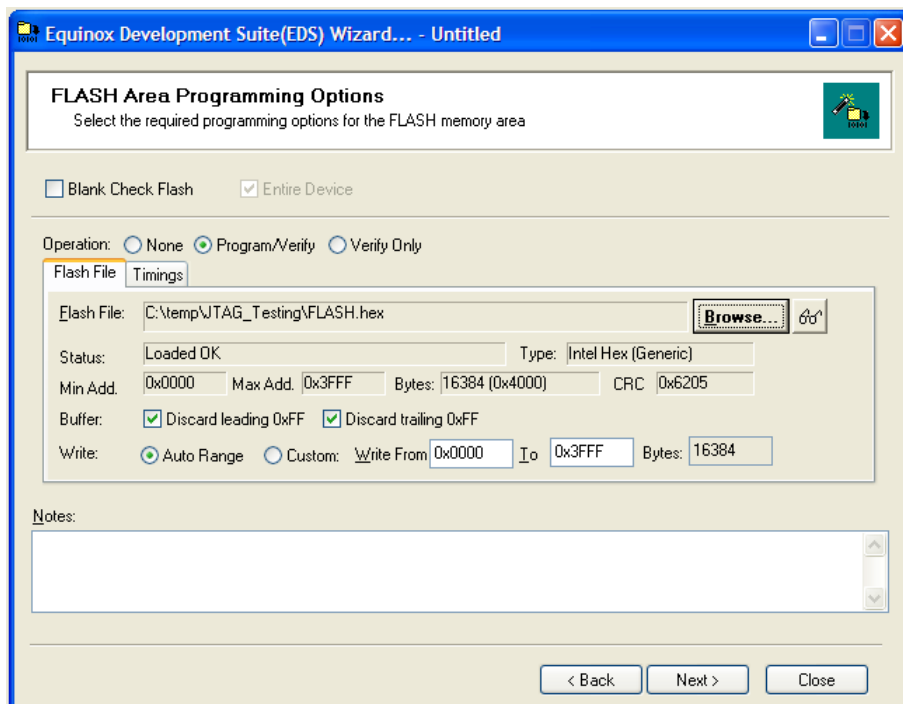 Equinox Development Suite(EDS) Wizard... - Untitled
FLASH Area Programming Options
Select the required programming options for the FLASH memory area
Blank Check Flash Entire Device
Operation: None Program/Verify Verify Only
Flash File Timings
Flash File: C:\temp\JTAG_Testing\FLASH.hex Browse...
Status: Loaded OK Type: Intel Hex (Generic)
Min Add. 0x0000 Max Add. 0x3FFF Bytes: 16384 (0x4000) CRC 0x6205
Buffer: Discard leading 0xFF Discard trailing 0xFF
Write: Auto Range Custom: Write From 0x0000 To 0x3FFF Bytes: 16384
Notes:
< Back Next > Close